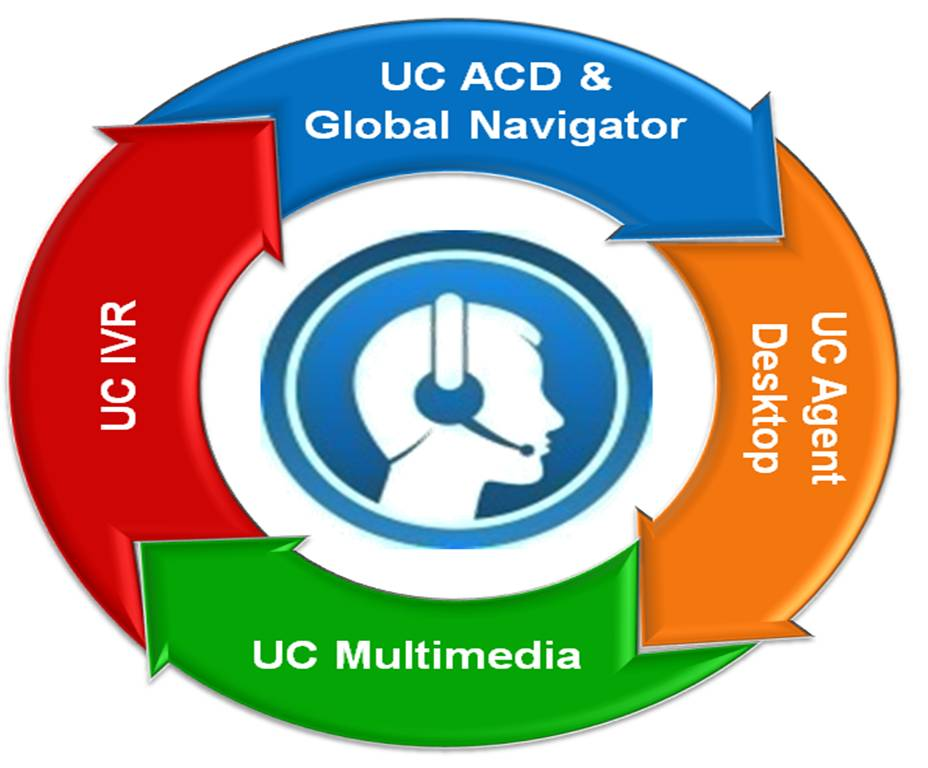 UC ACD &
Global Navigator
UC Agent
Desktop
UC Multimedia
UC IVR